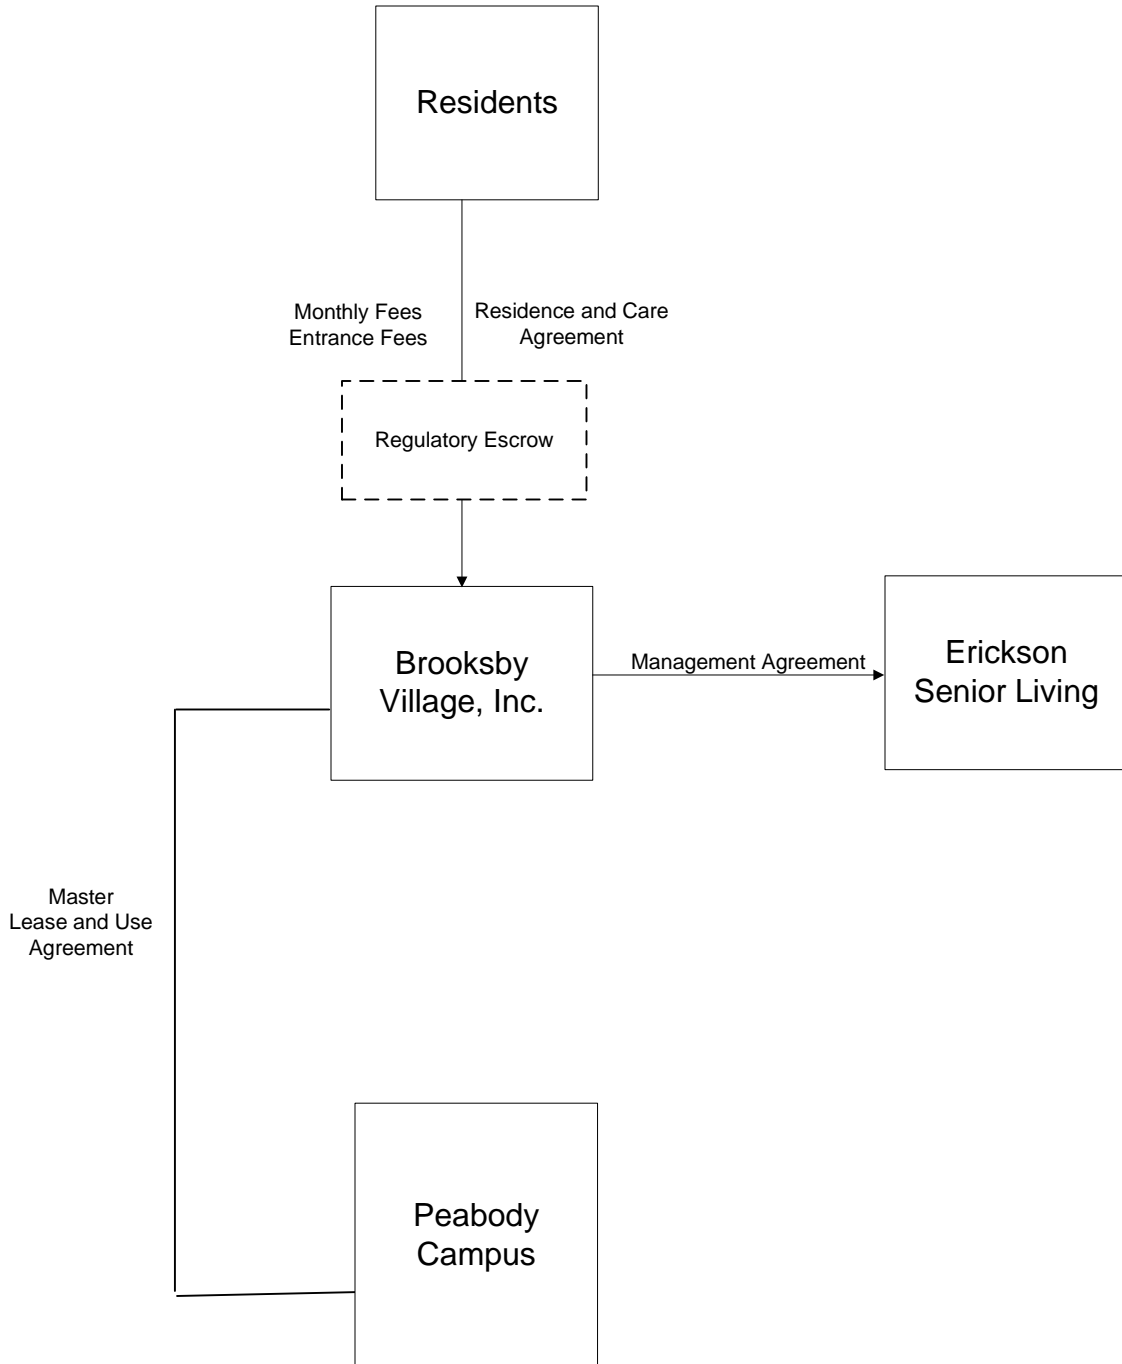 Residents
Monthly Fees
Entrance Fees
Residence and Care
Agreement
Regulatory Escrow
Brooksby
Village, Inc.
Management Agreement
Erickson
Senior Living
Master
Lease and Use
Agreement
Peabody
Campus